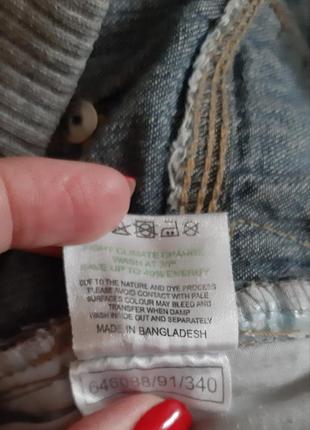 FIGHT CLIMATE CHANGE
WASH AT 30°
SAVE UP TO 40% ENERGY
DUE TO THE NATURE AND DYE PROCESS
PLEASE AVOID CONTACT WITH PALE
SURFACES COLOUR MAY BLEED AND
TRANSFER WHEN DAMP
WASH INSIDE OUT AND SEPARATELY
MADE IN BANGLADESH
646088/91/340